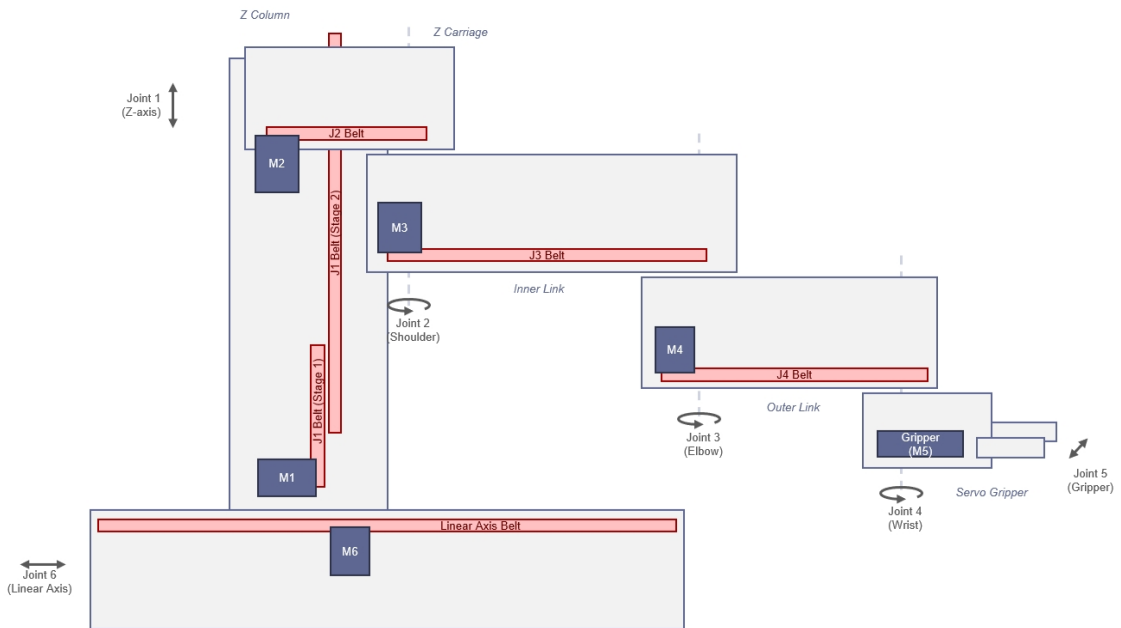 Z Column
Z Carriage
Joint 1
(Z-axis)
J2 Belt
M2
J1 Belt (Stage 2)
M3
J3 Belt
Inner Link
Joint 2
(Shoulder)
M4
J4 Belt
J1 Belt (Stage 1)
Outer Link
Joint 3
(Elbow)
Gripper
(M5)
Joint 5
(Gripper)
M1
Servo Gripper
Joint 4
(Wrist)
Linear Axis Belt
M6
Joint 6
(Linear Axis)